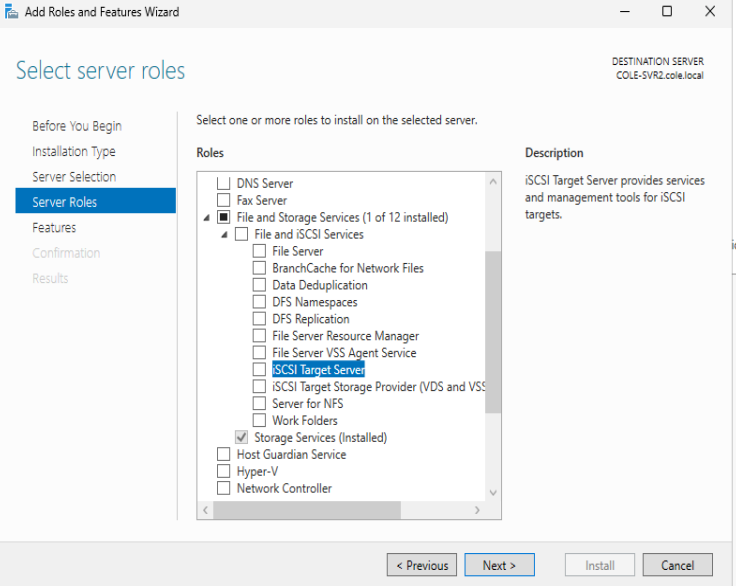 Add Roles and Features Wizard
Select server roles
DESTINATION SERVER
COLE-SVR2.cole.local
Before You Begin
Installation Type
Server Selection
Server Roles
Features
Confirmation
Results
Select one or more roles to install on the selected server.
Roles
DNS Server
Fax Server
File and Storage Services (1 of 12 installed)
File and iSCSI Services
File Server
BranchCache for Network Files
Data Deduplication
DFS Namespaces
DFS Replication
File Server Resource Manager
File Server VSS Agent Service
iSCSI Target Server
iSCSI Target Storage Provider (VDS and VSS
Server for NFS
Work Folders
Storage Services (Installed)
Host Guardian Service
Hyper-V
Network Controller
Description
iSCSI Target Server provides services
and management tools for iSCSI
targets.
< Previous
Next >
Install
Cancel